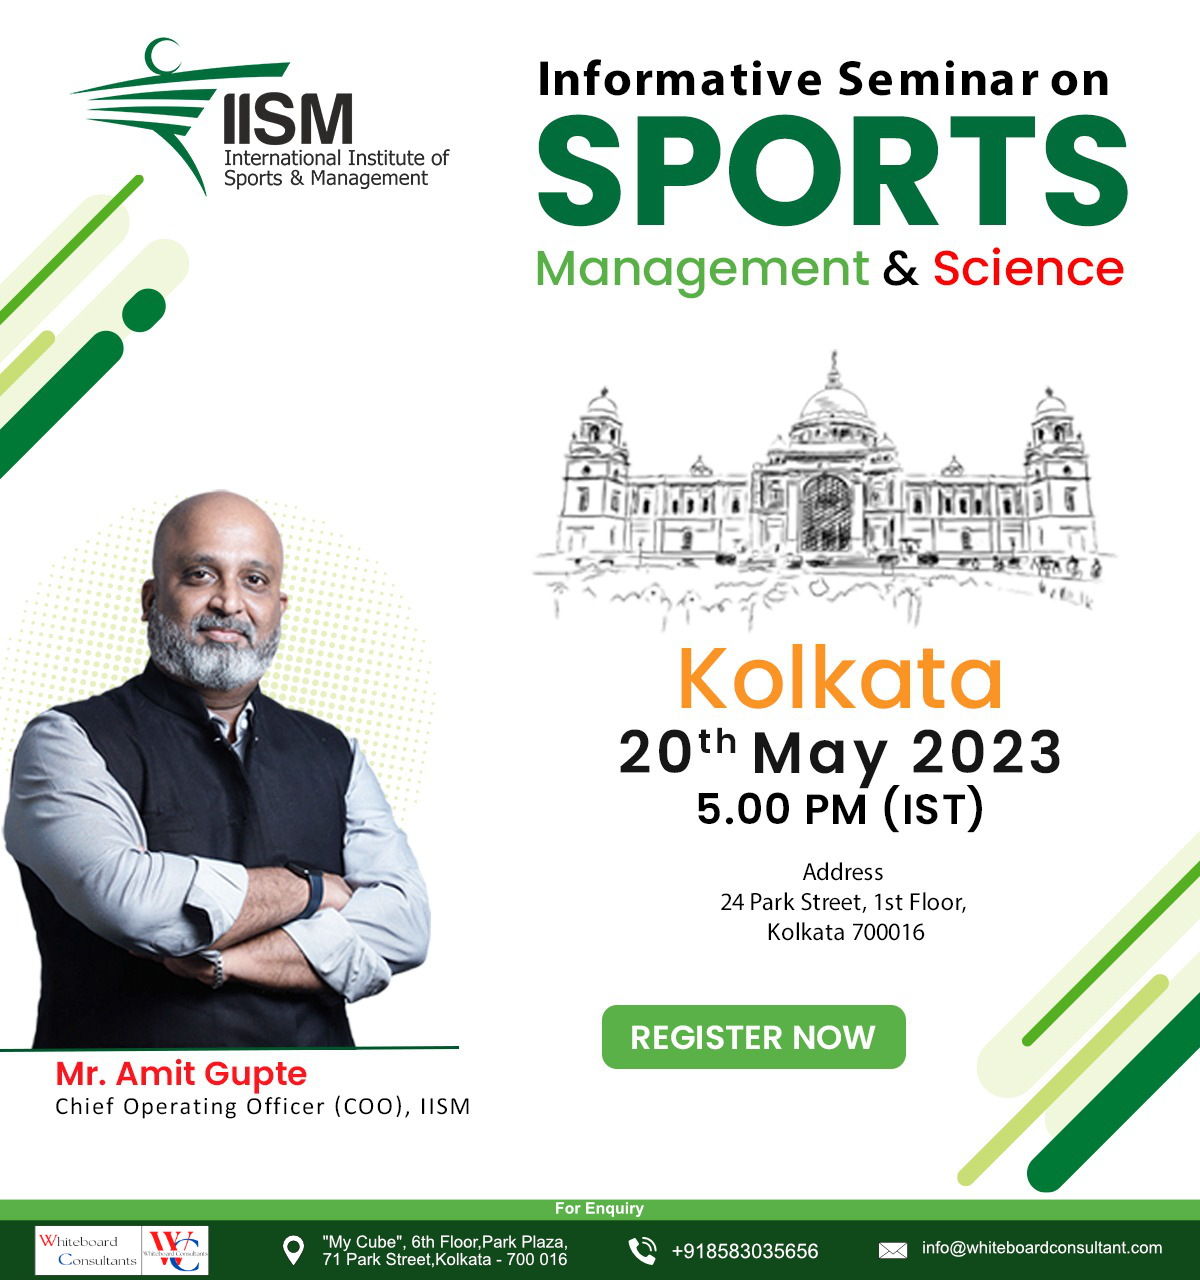 IISM
International Institute of
Sports & Management
Informative Seminar on
SPORTS
Management & Science
Kolkata
20th May 2023
5.00 PM (IST)
Address
24 Park Street, 1st Floor,
Kolkata 700016
REGISTER NOW
Mr. Amit Gupte
Chief Operating Officer (COO), IISM
For Enquiry
Whiteboard
Consultants
WC
Whiteboard Consultants
"My Cube", 6th Floor,Park Plaza,
71 Park Street,Kolkata - 700 016
+918583035656
info@whiteboardconsultant.com